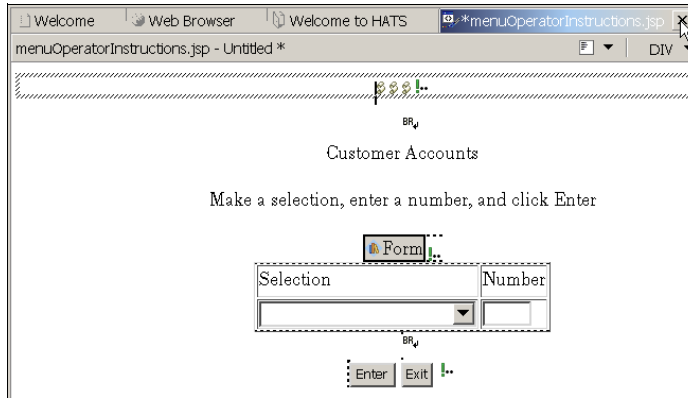 Welcome Web Browser Welcome to HATS *menuOperatorInstructions.jsp
menuOperatorInstructions.jsp - Untitled * DIV
BR
Customer Accounts
Make a selection, enter a number, and click Enter
Form
Selection Number
BR
Enter Exit